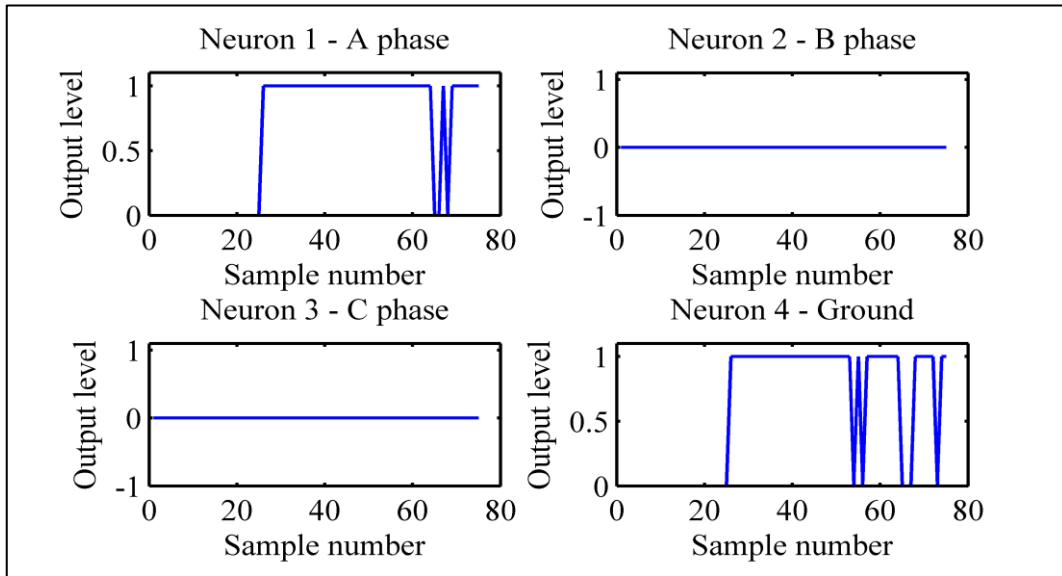 Neuron 1 - A phase
Output level
1
0.5
0
0 20 40 60 80
Sample number
Neuron 2 - B phase
Output level
1
0
-1
0 20 40 60 80
Sample number
Neuron 3 - C phase
Output level
1
0
-1
0 20 40 60 80
Sample number
Neuron 4 - Ground
Output level
1
0.5
0
0 20 40 60 80
Sample number